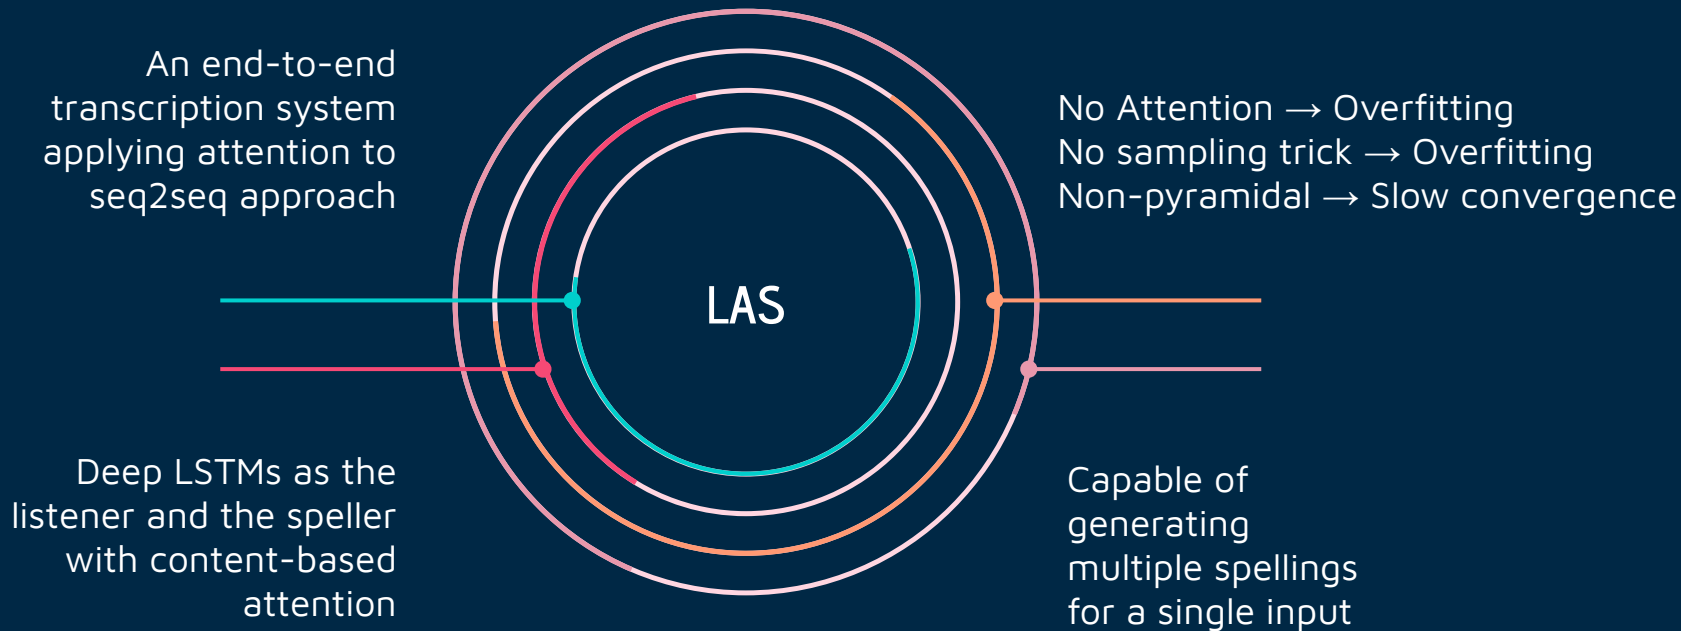 An end-to-end
transcription system
applying attention to
seq2seq approach
No Attention → Overfitting
No sampling trick → Overfitting
Non-pyramidal → Slow convergence
LAS
Deep LSTMs as the
listener and the speller
with content-based
attention
Capable of
generating
multiple spellings
for a single input